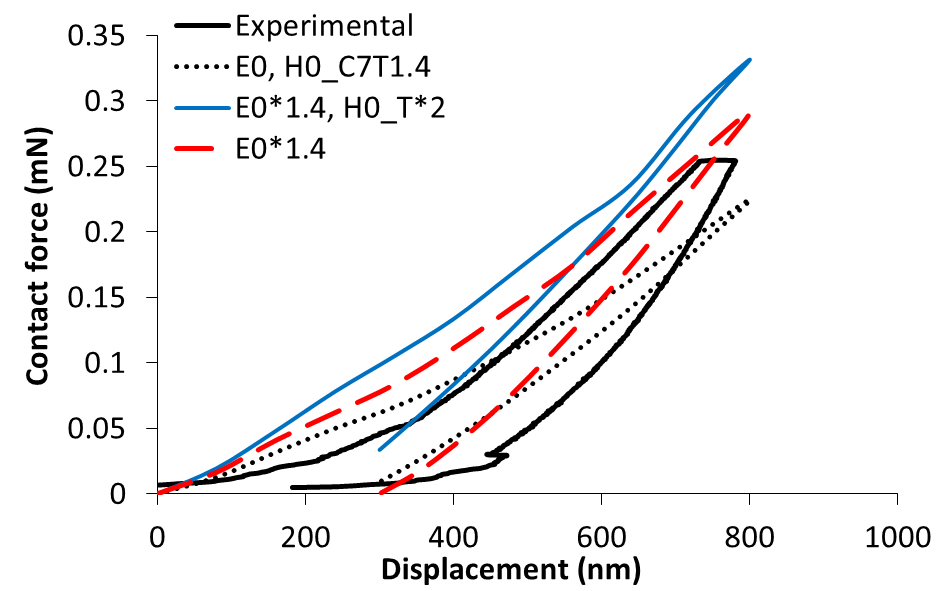 Experimental
E0, H0_C7T1.4
E0*1.4, H0_T*2
E0*1.4
Contact force (mN)
0.35
0.3
0.25
0.2
0.15
0.1
0.05
0
0 200 400 600 800 1000
Displacement (nm)